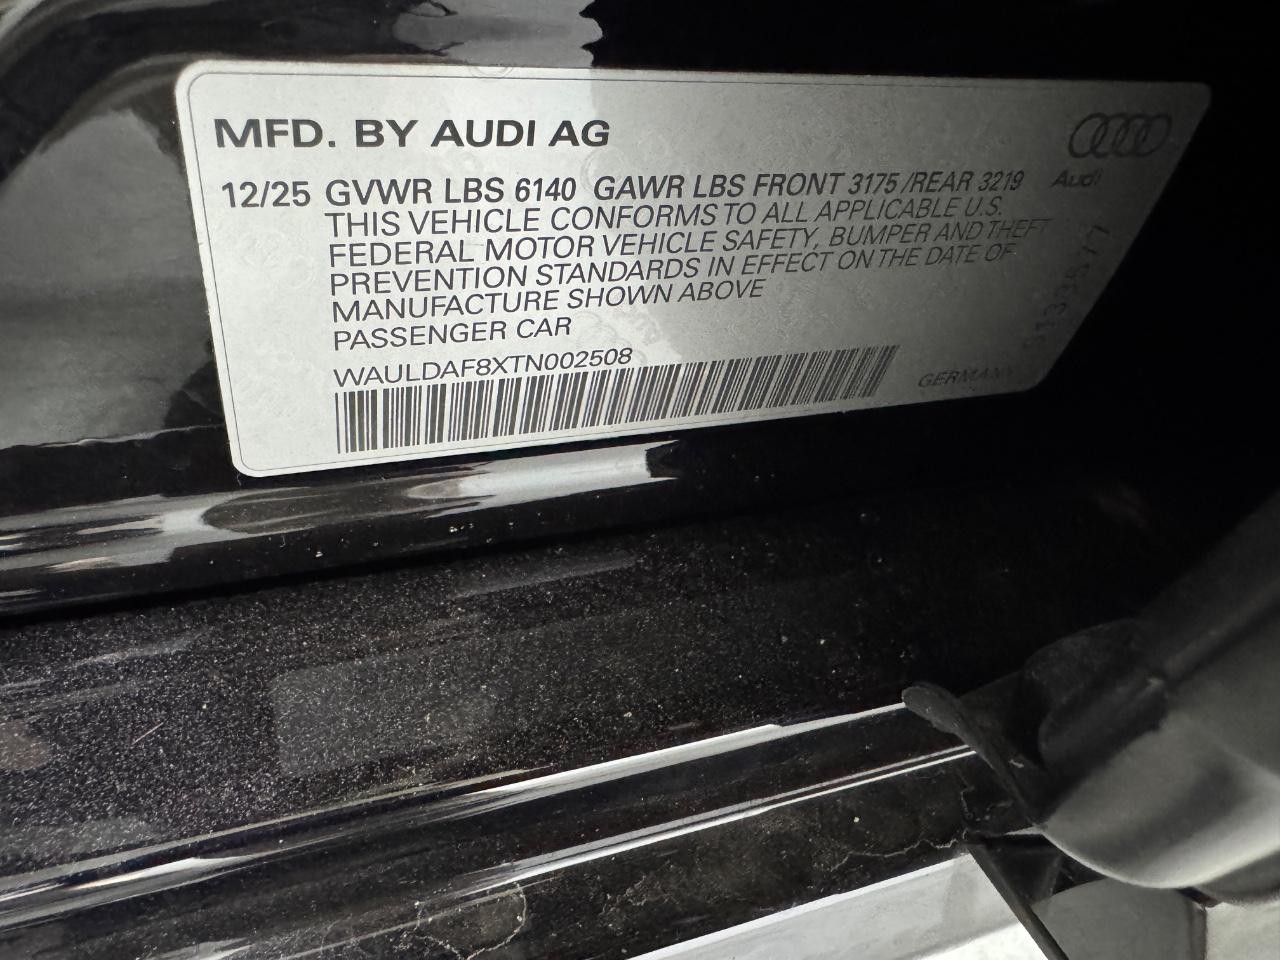 MFD. BY AUDI AG
12/25 GVWR LBS 6140 GAWR LBS FRONT 3175/REAR 3219
Audi
THIS VEHICLE CONFORMS TO ALL APPLICABLE U.S.
FEDERAL MOTOR VEHICLE SAFETY, BUMPER AND THEFT
PREVENTION STANDARDS IN EFFECT ON THE DATE OF
MANUFACTURE SHOWN ABOVE
PASSENGER CAR
WAULDAF8XTN002508
GERMANY